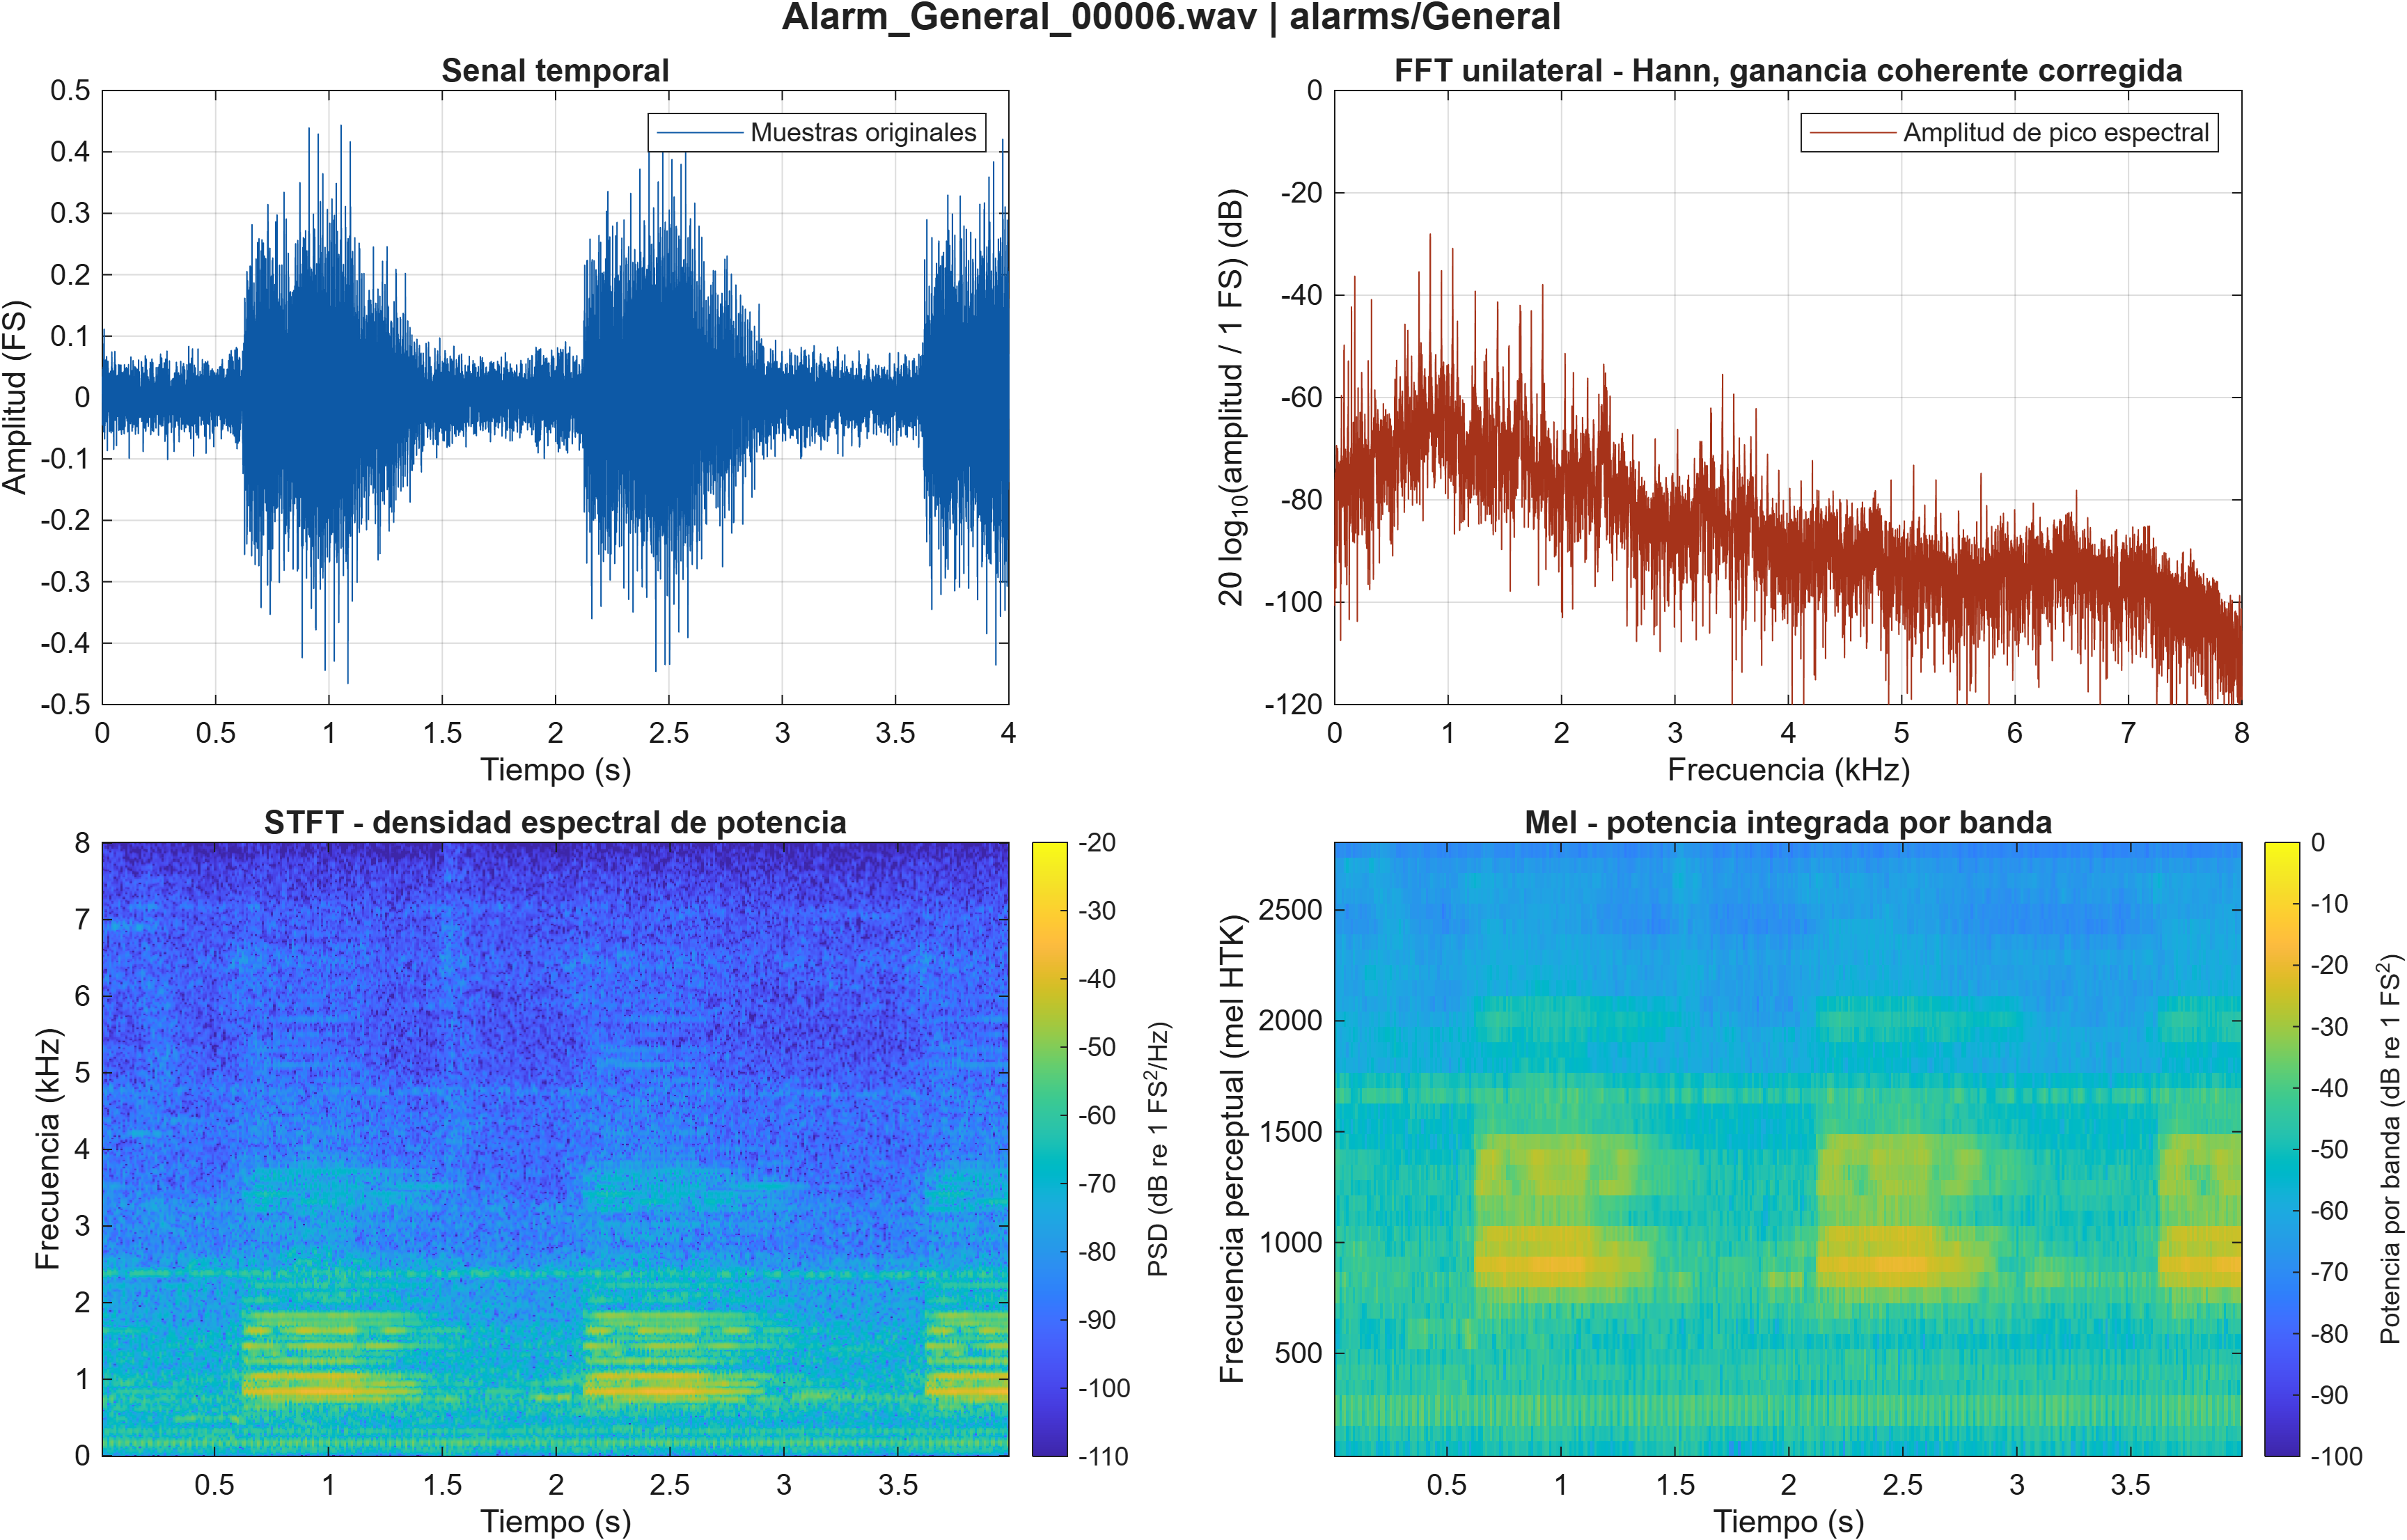 Alarm_General_00006.wav | alarms/General
Senal temporal
Muestras originales
Amplitud (FS)
0.5
0.4
0.3
0.2
0.1
0
-0.1
-0.2
-0.3
-0.4
-0.5
0 0.5 1 1.5 2 2.5 3 3.5 4
Tiempo (s)
FFT unilateral - Hann, ganancia coherente corregida
Amplitud de pico espectral
20 log10(amplitud / 1 FS) (dB)
0
-20
-40
-60
-80
-100
-120
0 1 2 3 4 5 6 7 8
Frecuencia (kHz)
STFT - densidad espectral de potencia
Frecuencia (kHz)
8
7
6
5
4
3
2
1
0
0.5 1 1.5 2 2.5 3 3.5
Tiempo (s)
-20
-30
-40
-50
-60
-70
-80
-90
-100
-110
PSD (dB re 1 FS²/Hz)
Mel - potencia integrada por banda
Frecuencia perceptual (mel HTK)
2500
2000
1500
1000
500
0.5 1 1.5 2 2.5 3 3.5
Tiempo (s)
0
-10
-20
-30
-40
-50
-60
-70
-80
-90
-100
Potencia por banda (dB re 1 FS²)